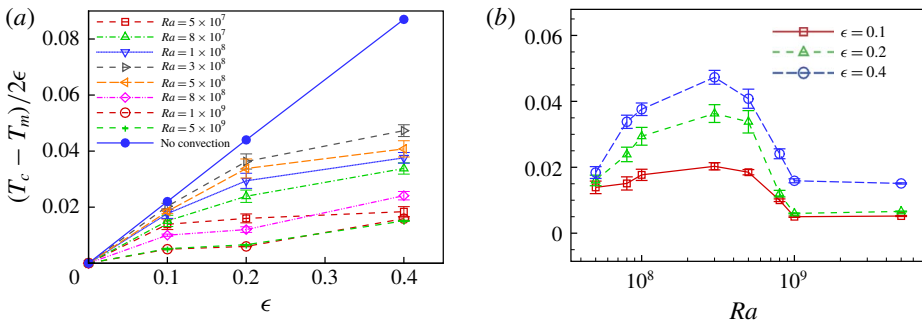 (a)
(T_c − T_m)/2ϵ
0.08
0.06
0.04
0.02
0
0.1
0.2
0.3
0.4
ϵ
Ra = 5 × 10^7
Ra = 8 × 10^7
Ra = 1 × 10^8
Ra = 3 × 10^8
Ra = 5 × 10^8
Ra = 8 × 10^8
Ra = 1 × 10^9
Ra = 5 × 10^9
No convection
(b)
0.06
0.04
0.02
0
10^8
10^9
Ra
ϵ = 0.1
ϵ = 0.2
ϵ = 0.4